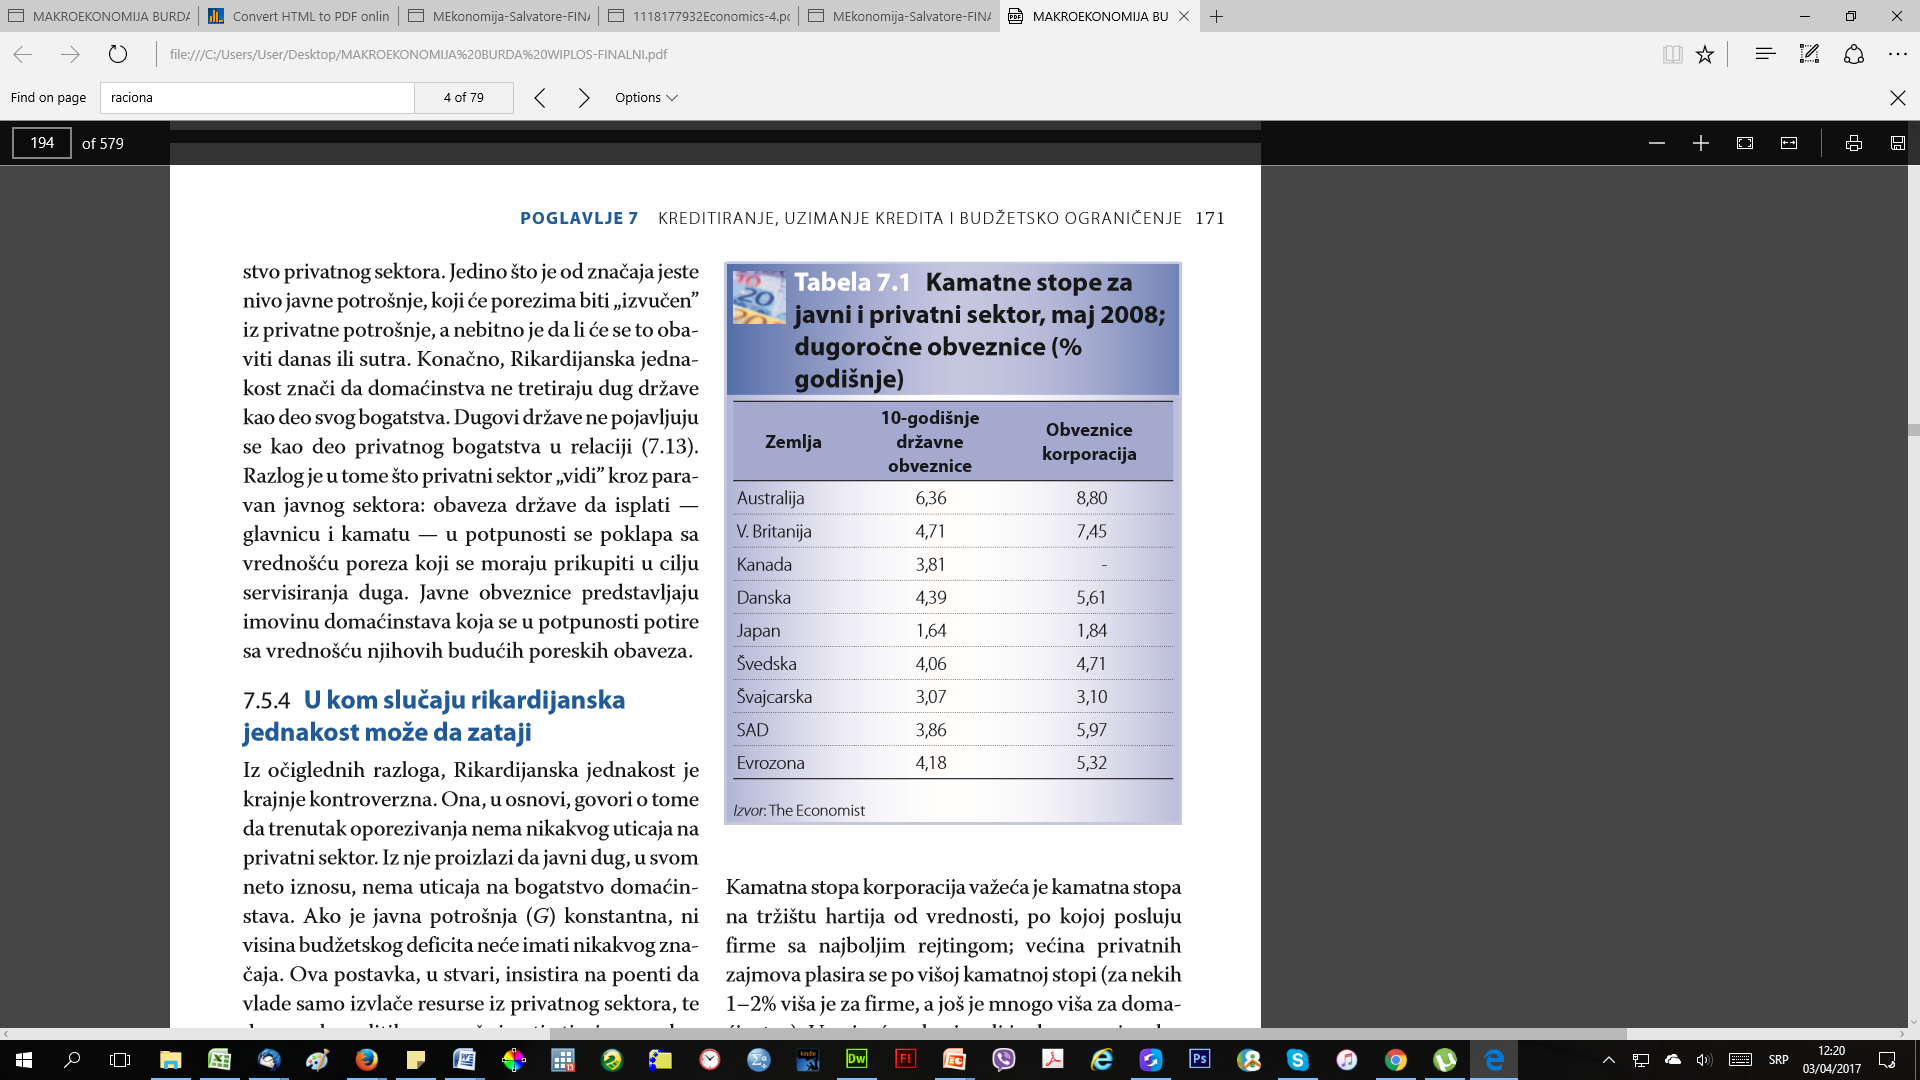 MAKROEKONOMIJA BURDA
Convert HTML to PDF onlin
MEkonomija-Salvatore-FINA
1118177932Economics-4.pc
MEkonomija-Salvatore-FINA
MAKROEKONOMIJA BU
file:///C:/Users/User/Desktop/MAKROEKONOMIJA%20BURDA%20WIPLOS-FINALNI.pdf
Find on page
raciona
4 of 79
Options
194 of 579
POGLAVLJE 7 KREDITIRANJE, UZIMANJE KREDITA I BUDŽETSKO OGRANIČENJE 171
stvo privatnog sektora. Jedino što je od značaja jeste
nivo javne potrošnje, koji će porezima biti „izvučen”
iz privatne potrošnje, a nebitno je da li će se to oba-
viti danas ili sutra. Konačno, Rikardijanska jedna-
kost znači da domaćinstva ne tretiraju dug države
kao deo svog bogatstva. Dugovi države ne pojavljuju
se kao deo privatnog bogatstva u relaciji (7.13).
Razlog je u tome što privatni sektor „vidi” kroz para-
van javnog sektora: obaveza države da isplati —
glavnicu i kamatu — u potpunosti se poklapa sa
vrednošću poreza koji se moraju prikupiti u cilju
servisiranja duga. Javne obveznice predstavljaju
imovinu domaćinstava koja se u potpunosti potire
sa vrednošću njihovih budućih poreskih obaveza.
7.5.4 U kom slučaju rikardijanska
jednakost može da zataji
Iz očiglednih razloga, Rikardijanska jednakost je
krajnje kontroverzna. Ona, u osnovi, govori o tome
da trenutak oporezivanja nema nikakvog uticaja na
privatni sektor. Iz nje proizlazi da javni dug, u svom
neto iznosu, nema uticaja na bogatstvo domaćin-
stava. Ako je javna potrošnja (G) konstantna, ni
visina budžetskog deficita neće imati nikakvog zna-
čaja. Ova postavka, u stvari, insistira na poenti da
vlade samo izvlače resurse iz privatnog sektora, te
Tabela 7.1 Kamatne stope za
javni i privatni sektor, maj 2008;
dugoročne obveznice (%
godišnje)
Zemlja
10-godišnje
državne
obveznice
Obveznice
korporacija
Australija 6,36 8,80
V. Britanija 4,71 7,45
Kanada 3,81 -
Danska 4,39 5,61
Japan 1,64 1,84
Švedska 4,06 4,71
Švajcarska 3,07 3,10
SAD 3,86 5,97
Evrozona 4,18 5,32
Izvor: The Economist
Kamatna stopa korporacija važeća je kamatna stopa
na tržištu hartija od vrednosti, po kojoj posluju
firme sa najboljim rejtingom; većina privatnih
zajmova plasira se po višoj kamatnoj stopi (za nekih
1–2% viša je za firme, a još je mnogo viša za doma-
SRP
12:20
03/04/2017